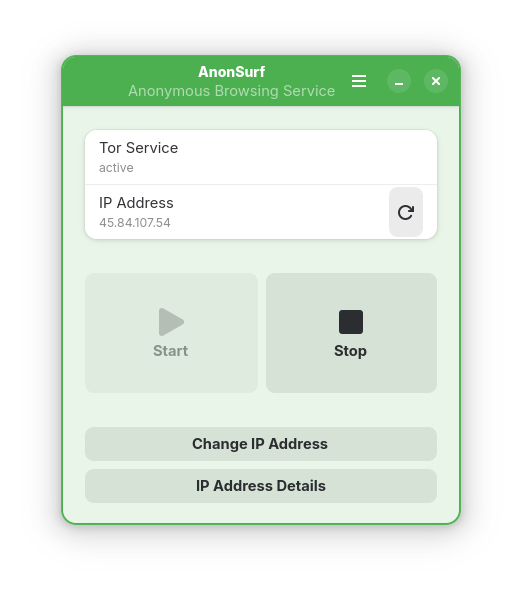 AnonSurf
Anonymous Browsing Service
Tor Service
active
IP Address
45.84.107.54
Start
Stop
Change IP Address
IP Address Details